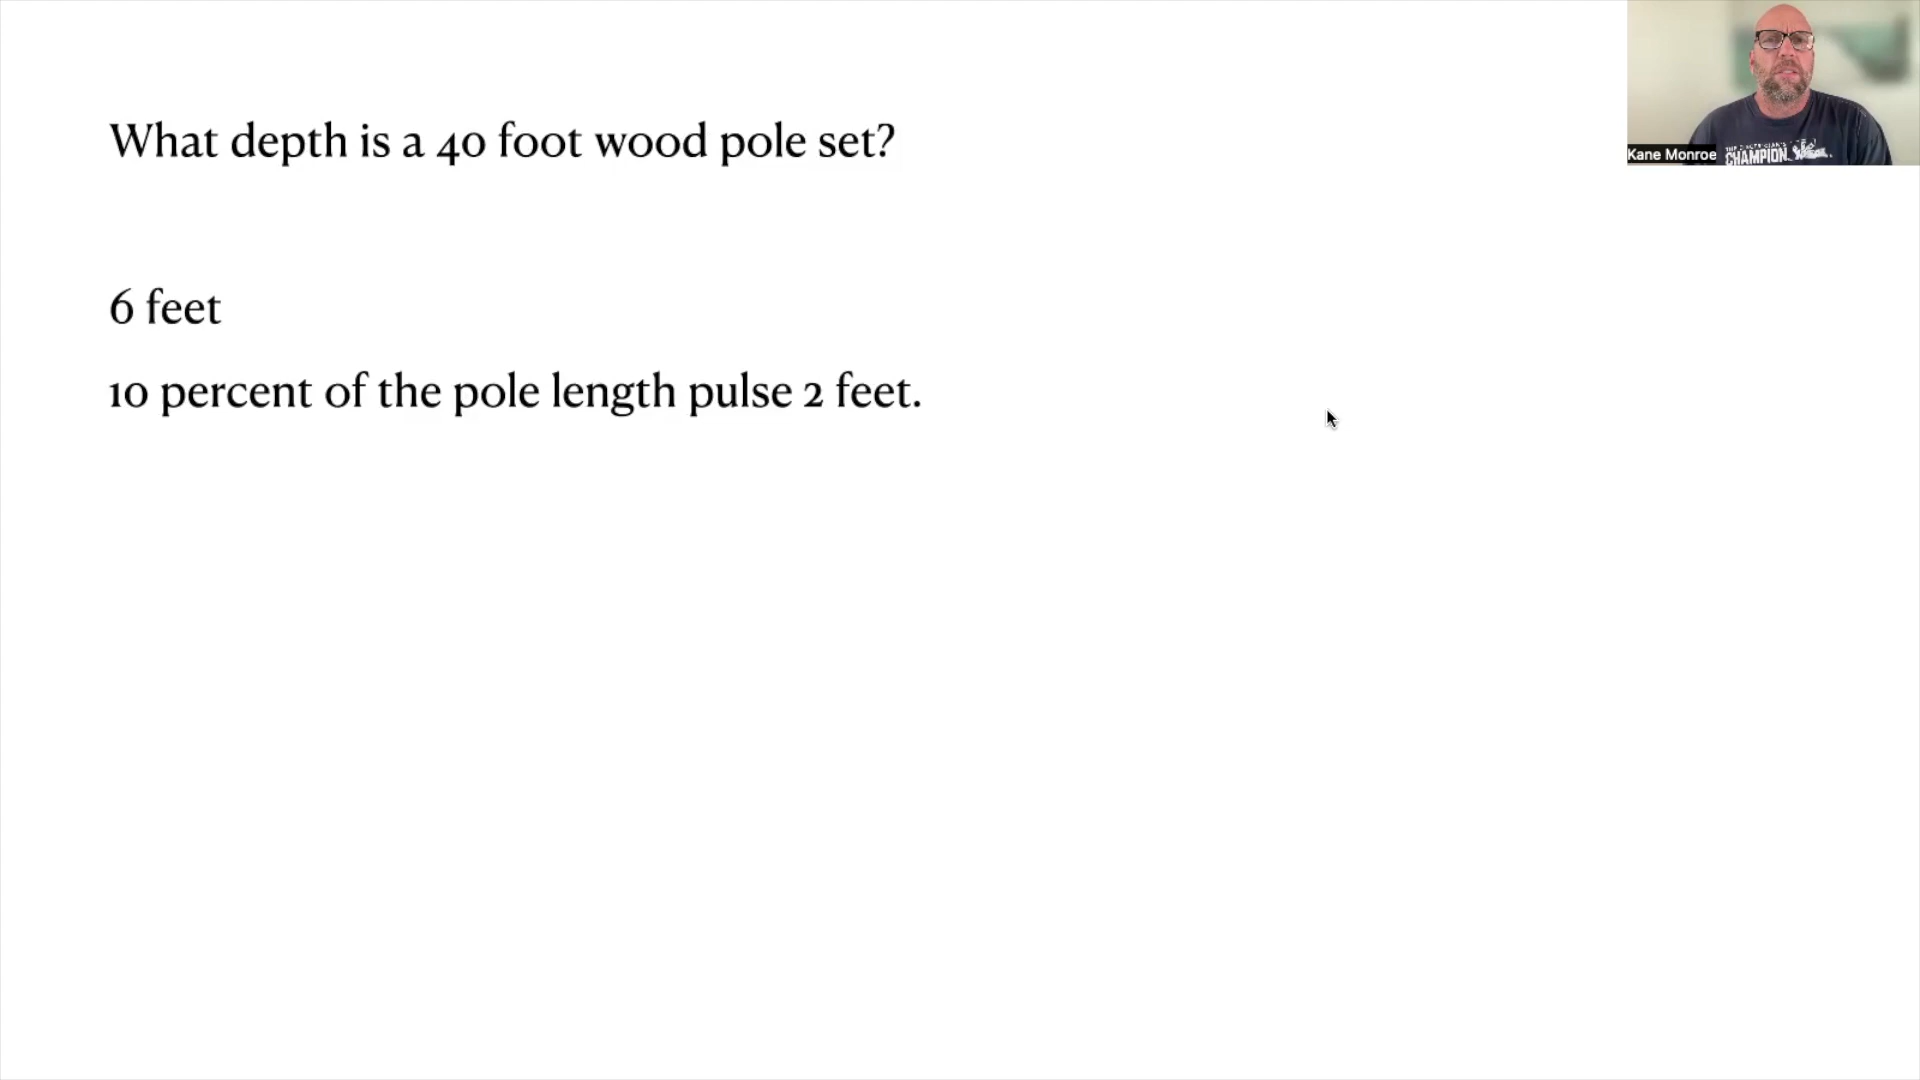 What depth is a 40 foot wood pole set?
6 feet
10 percent of the pole length pulse 2 feet.
Kane Monroe
CHAMPION